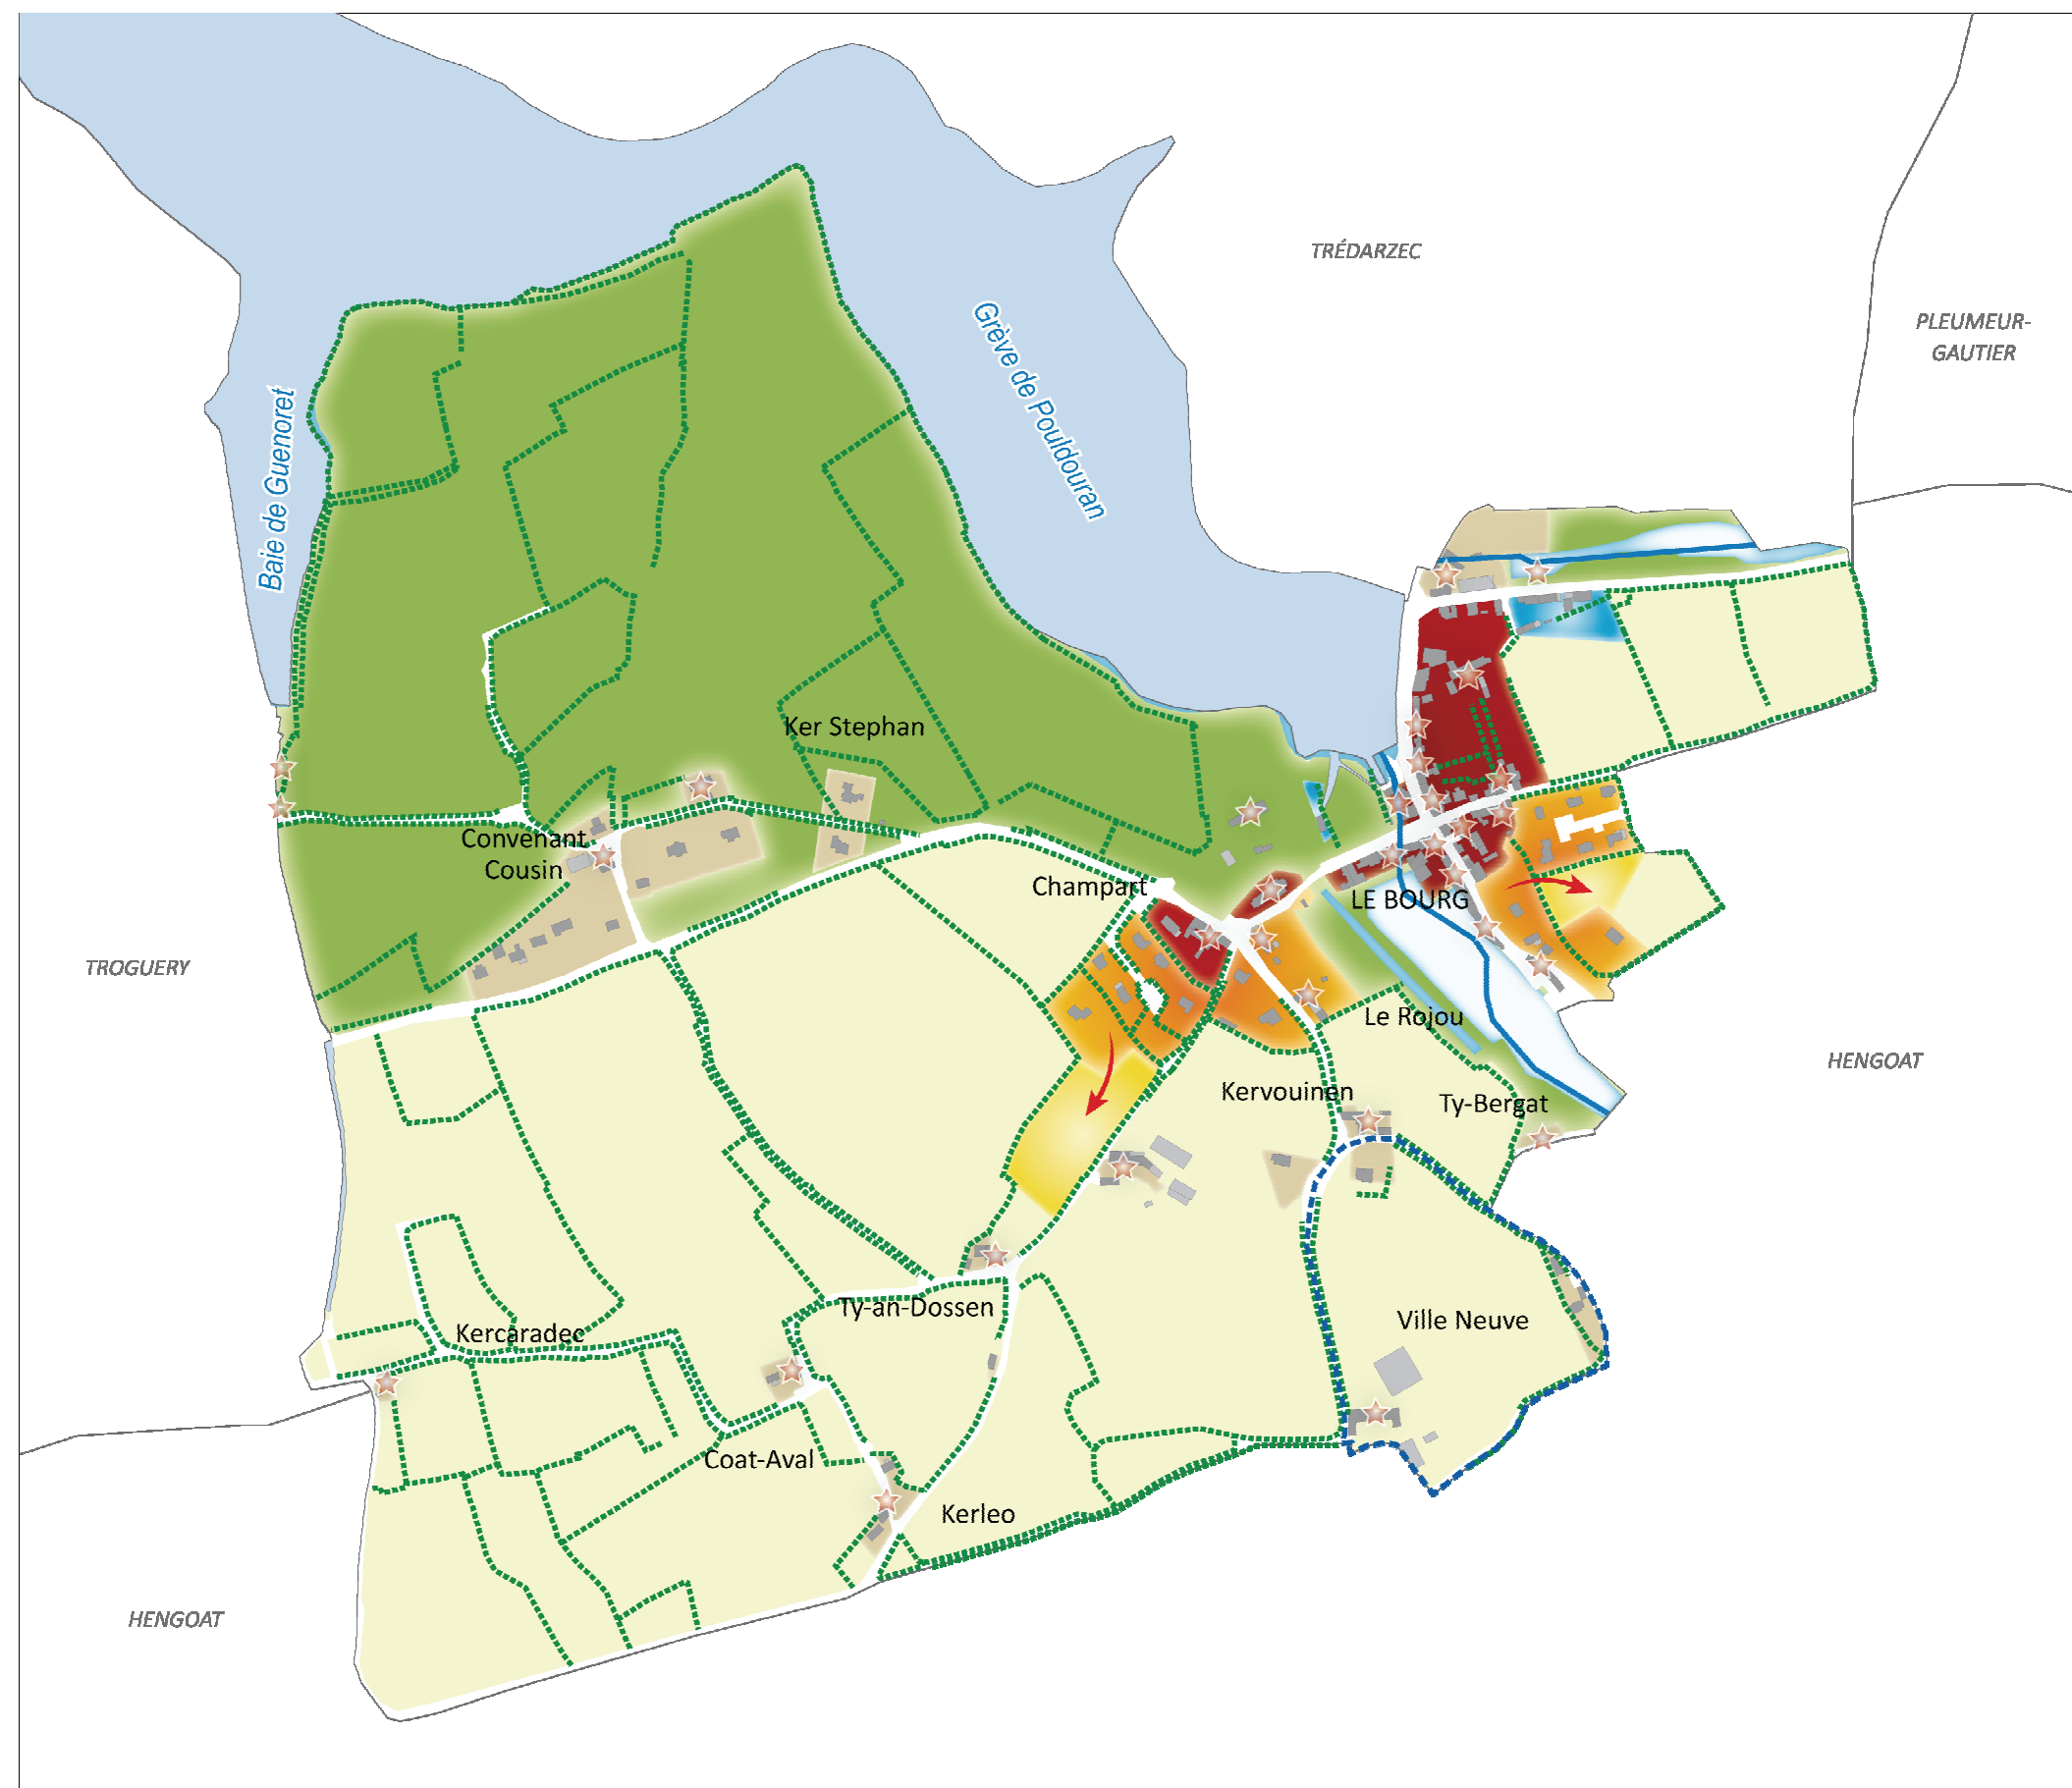 TRÉDARZEC
PLEUMEUR-
GAUTIER
Grève de Pouldouran
Baie de Guenoret
Ker Stephan
Convenant
Cousin
Champart
LE BOURG
TROGUERY
Le Rojou
HENGOAT
Kervouinen
Ty-Bergat
Ty-an-Dossen
Ville Neuve
Kercaradec
Coat-Aval
Kerleo
HENGOAT